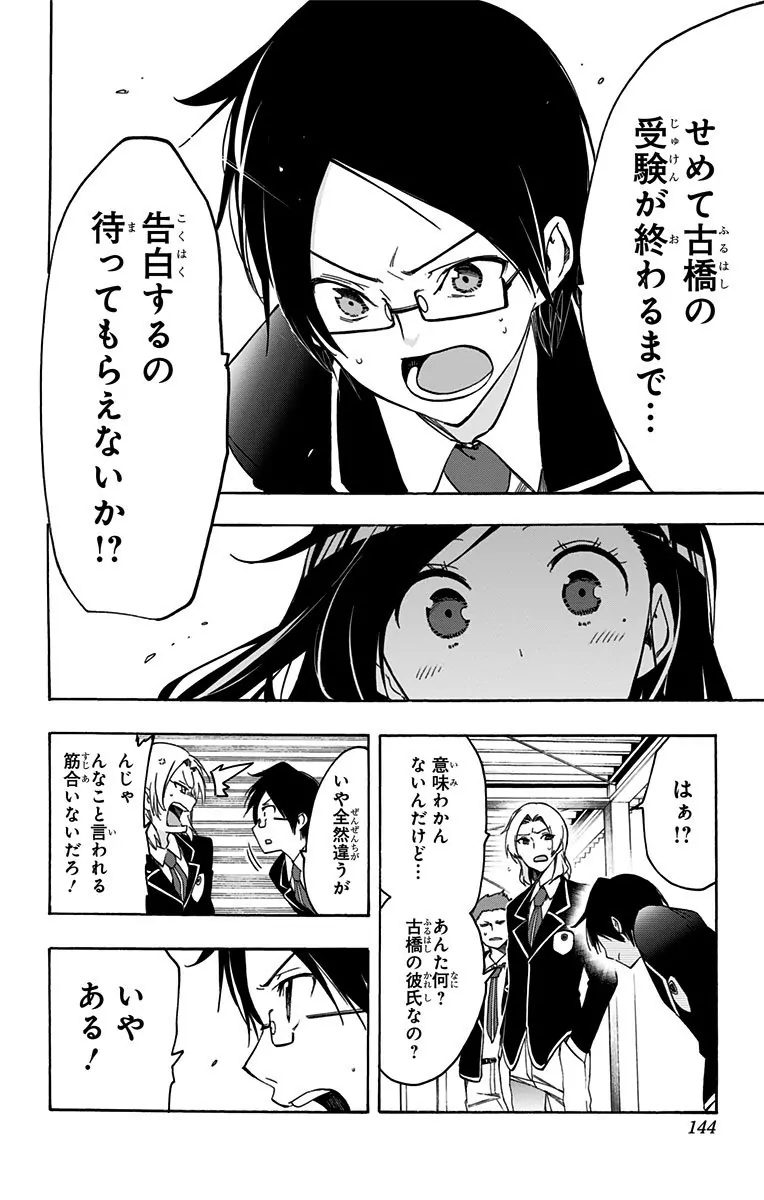 せめて古橋の
受験が終わるまで…
告白するの
待ってもらえないか!?
はぁ!?
意味わかん
ないんだけど…
あんた何？
古橋の彼氏なの？
いや全然違うが
んじゃ
んなこと言われる
筋合いないだろ！
いや
ある！
144